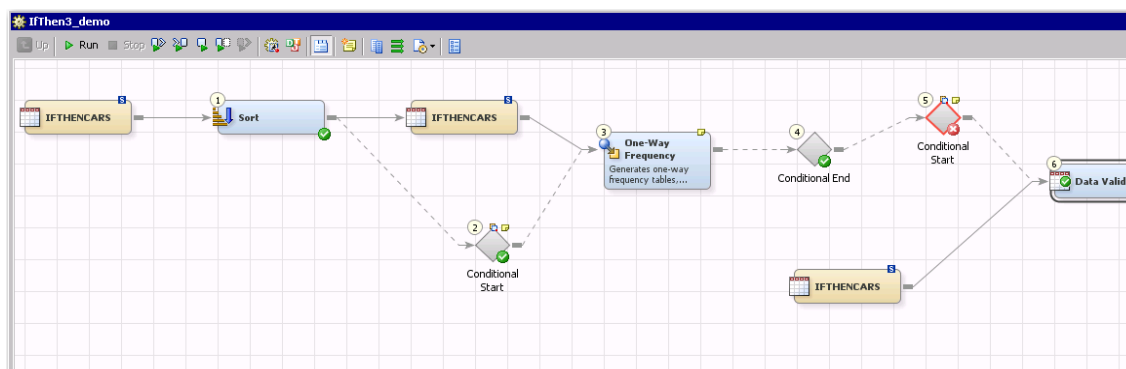 IfThen3_demo
Up Run Stop
IFTHENCARS S
1 Sort
IFTHENCARS S
3 One-Way
Frequency
Generates one-way
frequency tables,...
4
Conditional End
5
Conditional
Start
6 Data Valid
2
Conditional
Start
IFTHENCARS S